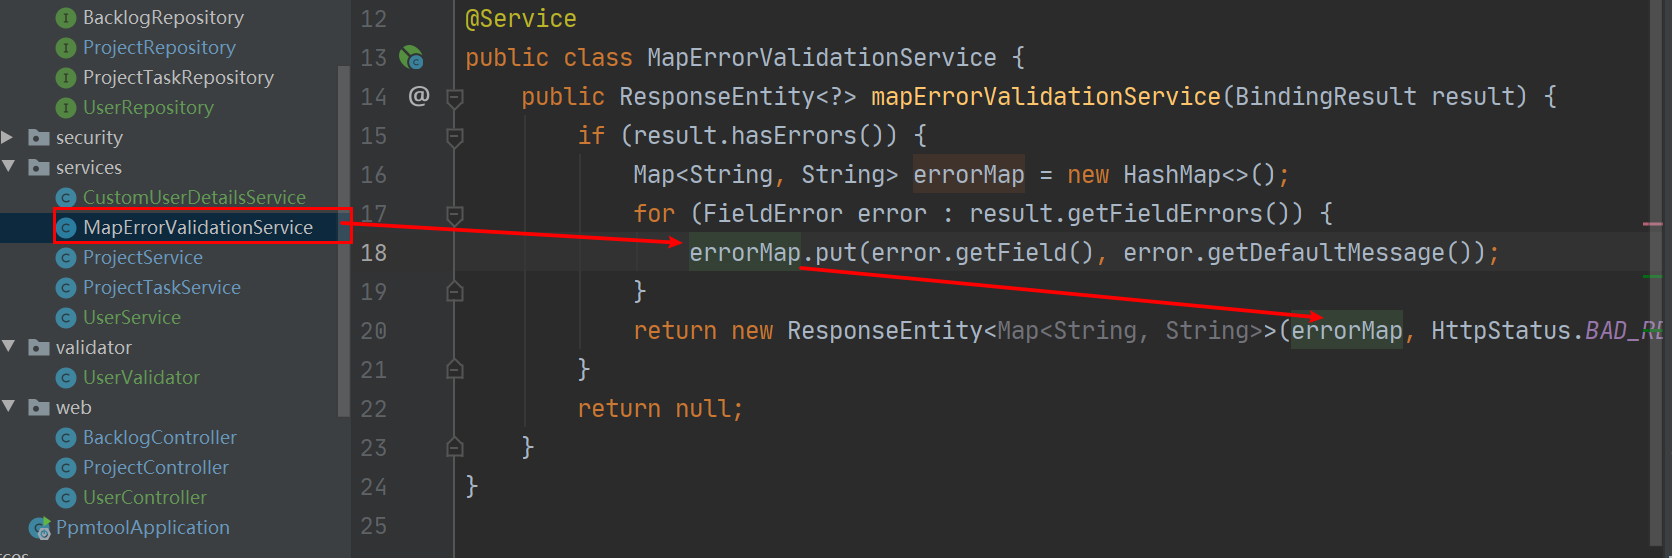 BacklogRepository
ProjectRepository
ProjectTaskRepository
UserRepository
security
services
CustomUserDetailsService
MapErrorValidationService
ProjectService
ProjectTaskService
UserService
validator
UserValidator
web
BacklogController
ProjectController
UserController
PpmtoolApplication
12 @Service
13 public class MapErrorValidationService {
14 @ public ResponseEntity<?> mapErrorValidationService(BindingResult result) {
15 if (result.hasErrors()) {
16 Map<String, String> errorMap = new HashMap<>();
17 for (FieldError error : result.getFieldErrors()) {
18 errorMap.put(error.getField(), error.getDefaultMessage());
19 }
20 return new ResponseEntity<Map<String, String>>(errorMap, HttpStatus.BAD_RE
21 }
22 return null;
23 }
24 }
25